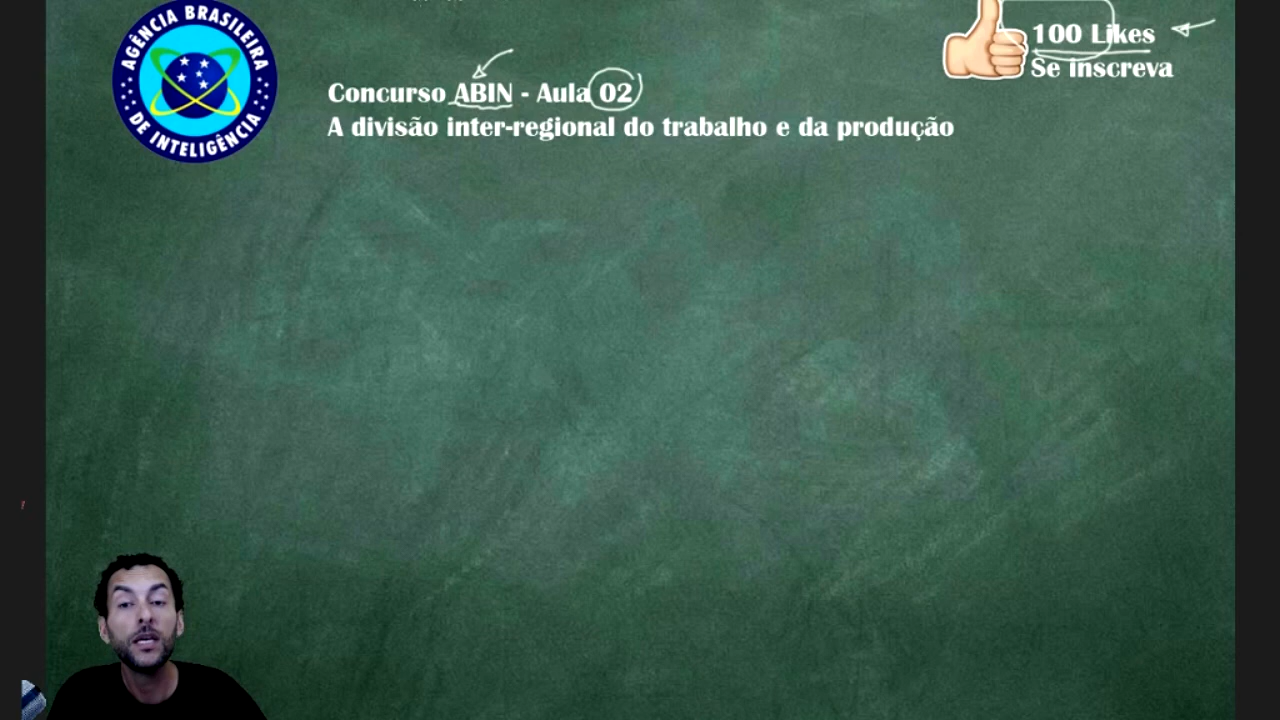 AGÊNCIA BRASILEIRA
DE INTELIGÊNCIA
100 Likes
Se inscreva
Concurso ABIN - Aula 02
A divisão inter-regional do trabalho e da produção